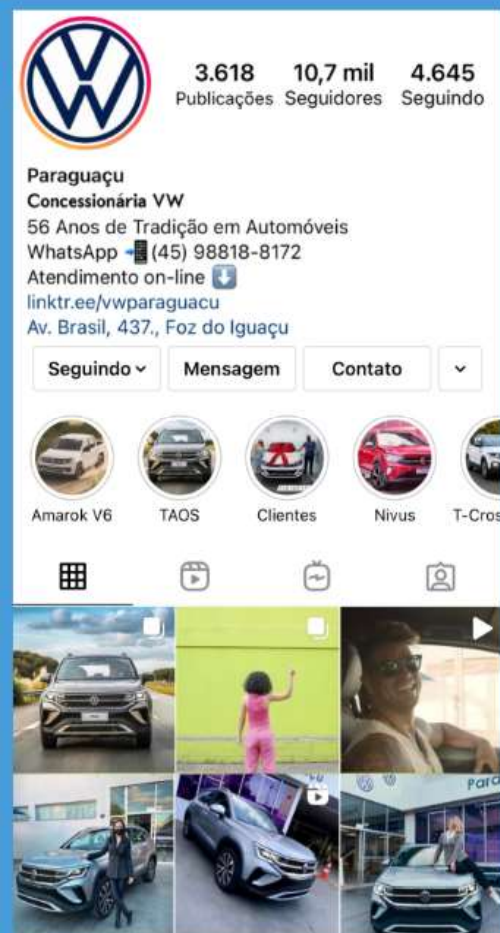 3.618 10,7 mil 4.645
Publicações Seguidores Seguindo
Paraguaçu
Concessionária VW
56 Anos de Tradição em Automóveis
WhatsApp 📲(45) 98818-8172
Atendimento on-line ⬇️
linktr.ee/vwparaguacu
Av. Brasil, 437., Foz do Iguaçu
Seguindo Mensagem Contato
Amarok V6 TAOS Clientes Nivus T-Cros
Para